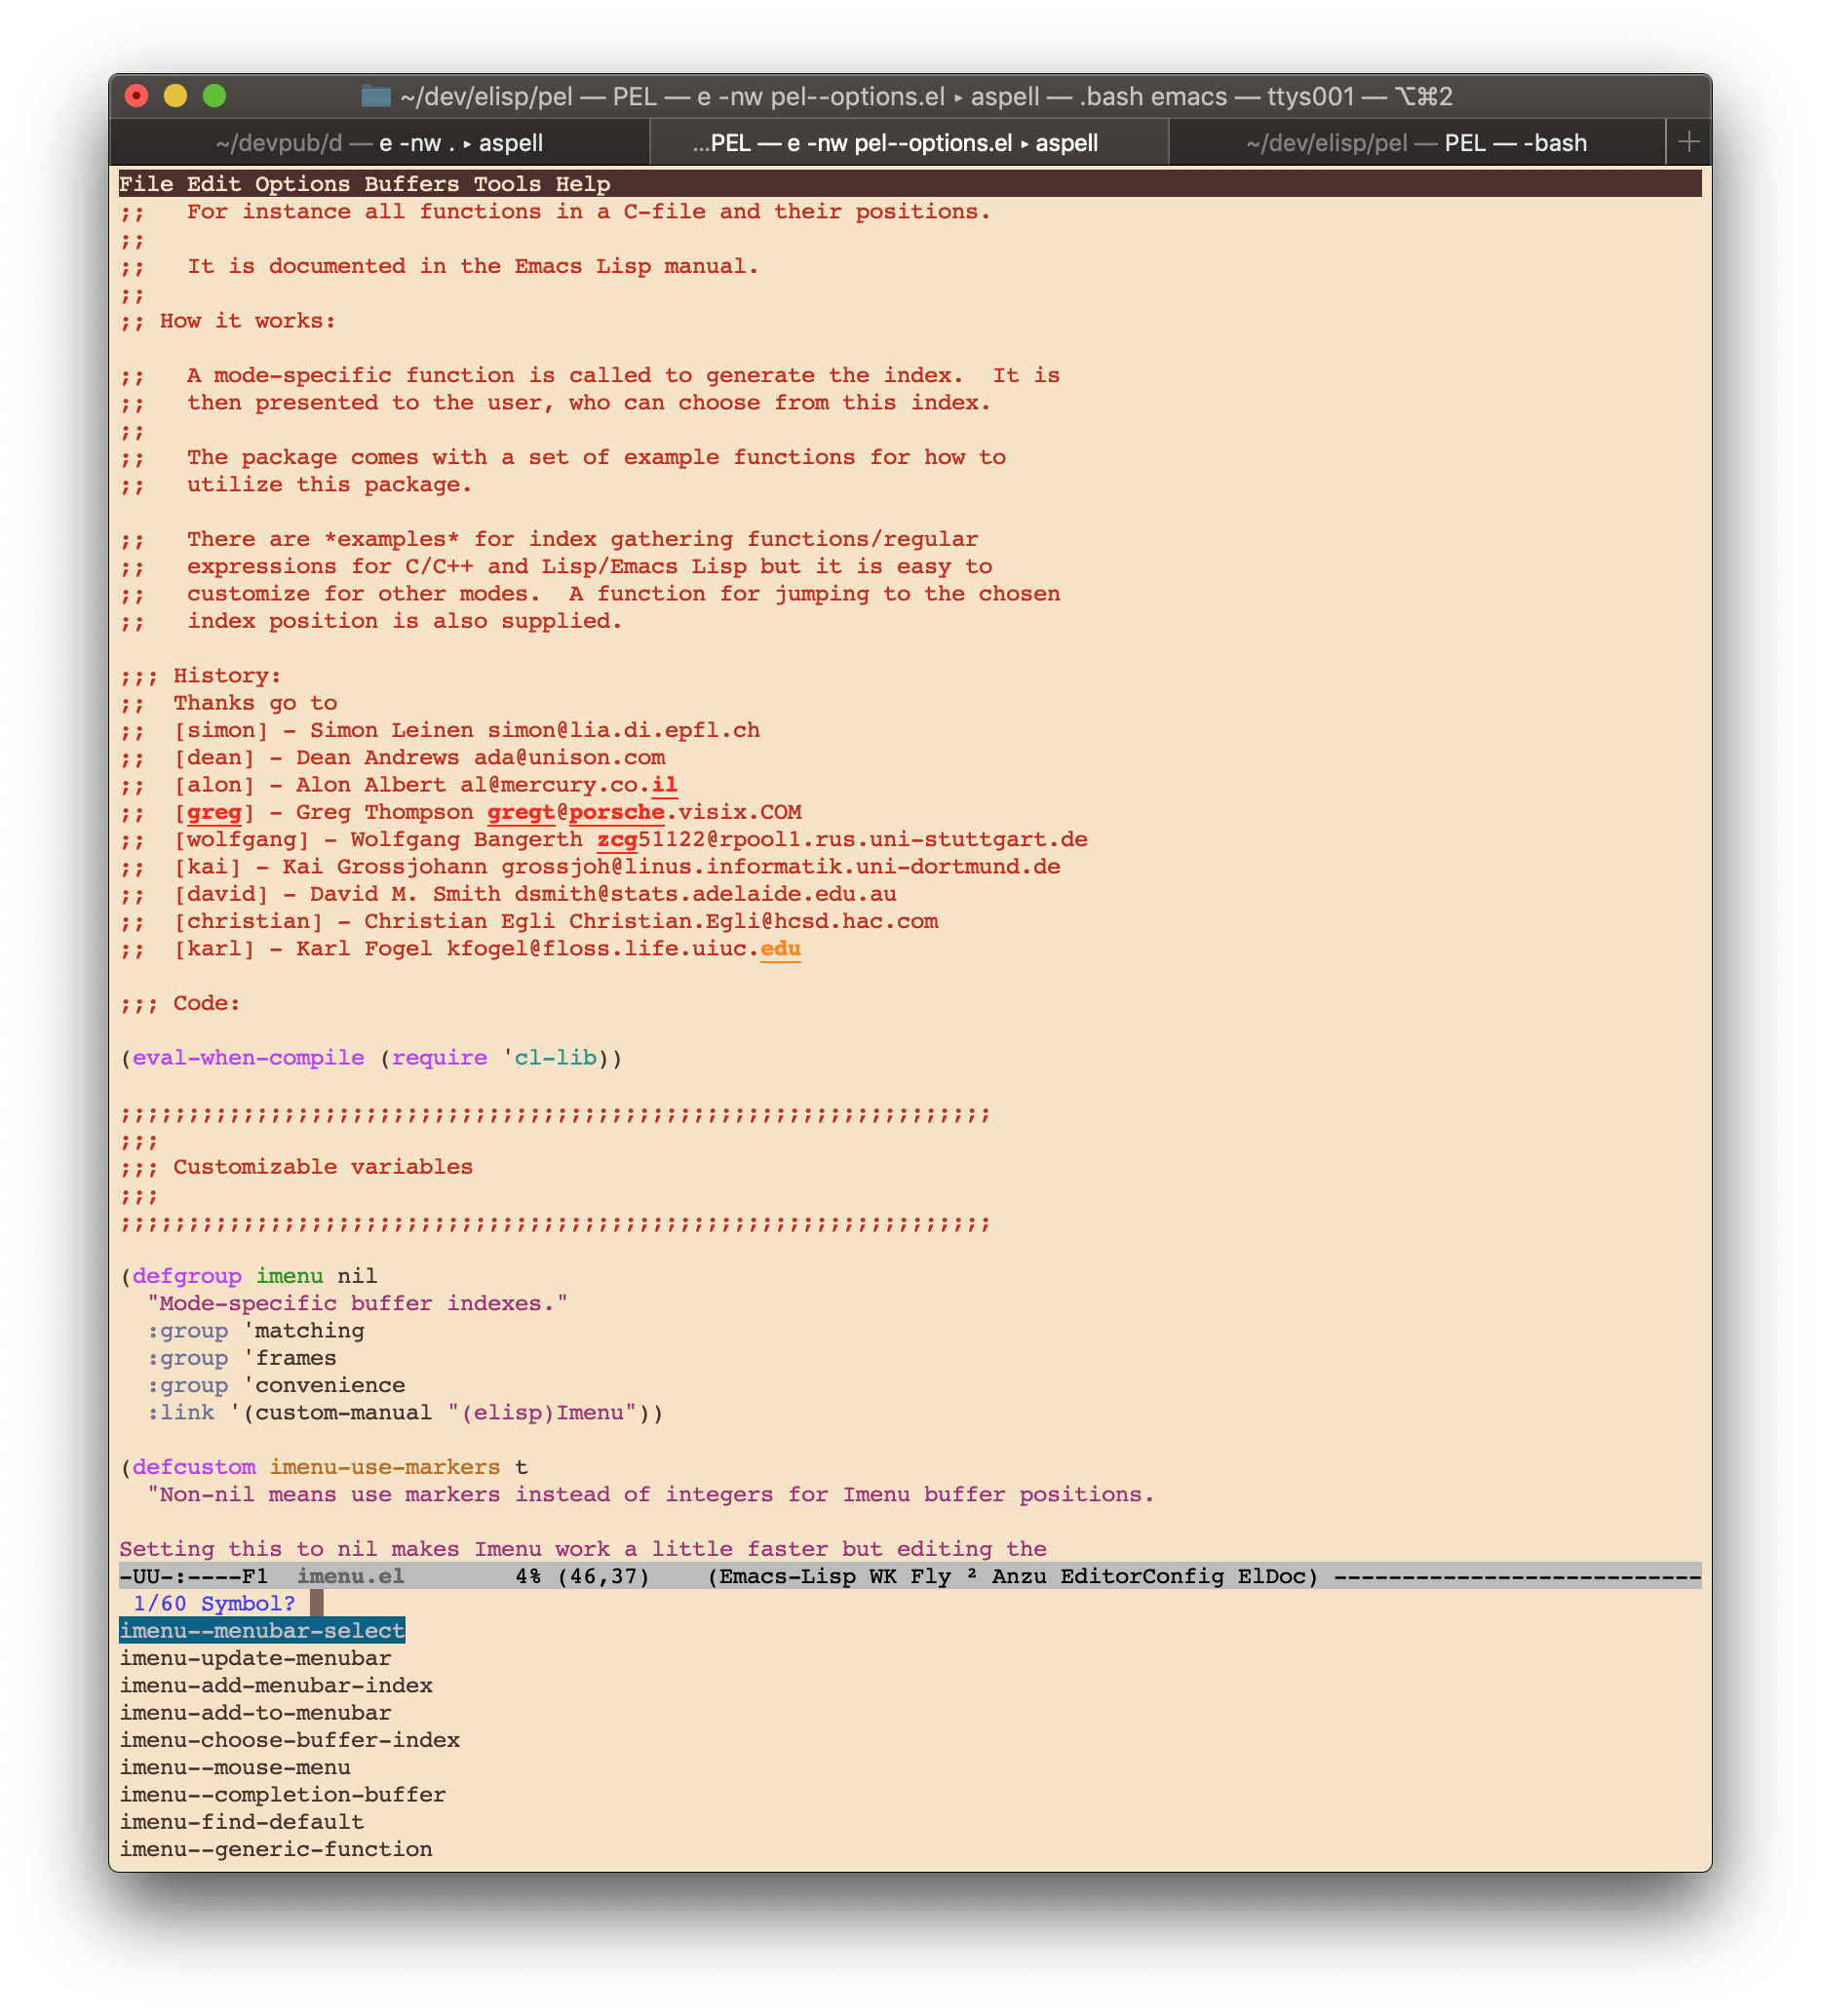 ~/dev/elisp/pel — PEL — e -nw pel--options.el ▸ aspell — .bash emacs — ttys001 — ⌥⌘2
~/devpub/d — e -nw . ▸ aspell ...PEL — e -nw pel--options.el ▸ aspell ~/dev/elisp/pel — PEL — -bash +
File Edit Options Buffers Tools Help
;;   For instance all functions in a C-file and their positions.
;;
;;   It is documented in the Emacs Lisp manual.
;;
;; How it works:
;;   A mode-specific function is called to generate the index.  It is
;;   then presented to the user, who can choose from this index.
;;
;;   The package comes with a set of example functions for how to
;;   utilize this package.
;;   There are *examples* for index gathering functions/regular
;;   expressions for C/C++ and Lisp/Emacs Lisp but it is easy to
;;   customize for other modes.  A function for jumping to the chosen
;;   index position is also supplied.
;;; History:
;;  Thanks go to
;;  [simon] - Simon Leinen simon@lia.di.epfl.ch
;;  [dean] - Dean Andrews ada@unison.com
;;  [alon] - Alon Albert al@mercury.co.il
;;  [greg] - Greg Thompson gregt@porsche.visix.COM
;;  [wolfgang] - Wolfgang Bangerth zcg51122@rpool1.rus.uni-stuttgart.de
;;  [kai] - Kai Grossjohann grossjoh@linus.informatik.uni-dortmund.de
;;  [david] - David M. Smith dsmith@stats.adelaide.edu.au
;;  [christian] - Christian Egli Christian.Egli@hcsd.hac.com
;;  [karl] - Karl Fogel kfogel@floss.life.uiuc.edu
;;; Code:
(eval-when-compile (require 'cl-lib))
;;;;;;;;;;;;;;;;;;;;;;;;;;;;;;;;;;;;;;;;;;;;;;;;;;;;;;;;;;;;;;;;
;;;
;;; Customizable variables
;;;
;;;;;;;;;;;;;;;;;;;;;;;;;;;;;;;;;;;;;;;;;;;;;;;;;;;;;;;;;;;;;;;;
(defgroup imenu nil
  "Mode-specific buffer indexes."
  :group 'matching
  :group 'frames
  :group 'convenience
  :link '(custom-manual "(elisp)Imenu"))
(defcustom imenu-use-markers t
  "Non-nil means use markers instead of integers for Imenu buffer positions.
Setting this to nil makes Imenu work a little faster but editing the
-UU-:----F1  imenu.el        4% (46,37)    (Emacs-Lisp WK Fly ² Anzu EditorConfig ElDoc) ---------------------------
 1/60 Symbol?
imenu--menubar-select
imenu-update-menubar
imenu-add-menubar-index
imenu-add-to-menubar
imenu-choose-buffer-index
imenu--mouse-menu
imenu--completion-buffer
imenu-find-default
imenu--generic-function